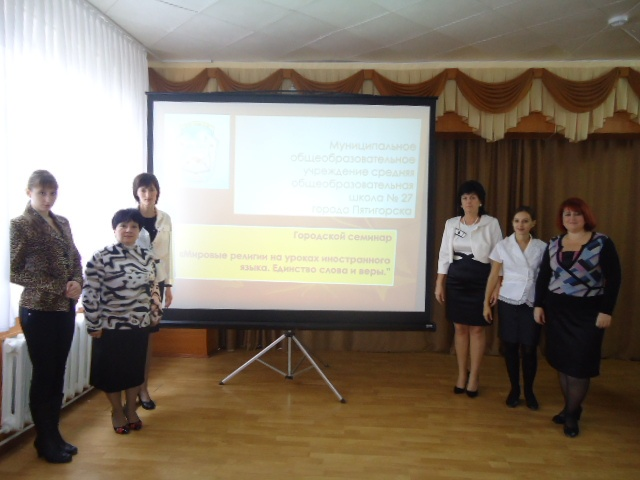 Муниципальное
общеобразовательное
учреждение средняя
общеобразовательная
школа № 27
города Пятигорска
Городской семинар
«Мировые религии на уроках иностранного
языка. Единство слова и веры."